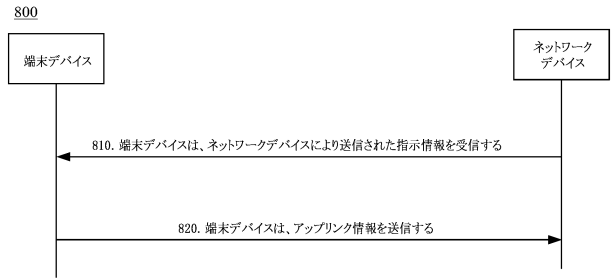 800
端末デバイス
ネットワーク
デバイス
810. 端末デバイスは、ネットワークデバイスにより送信された指示情報を受信する
820. 端末デバイスは、アップリンク情報を送信する